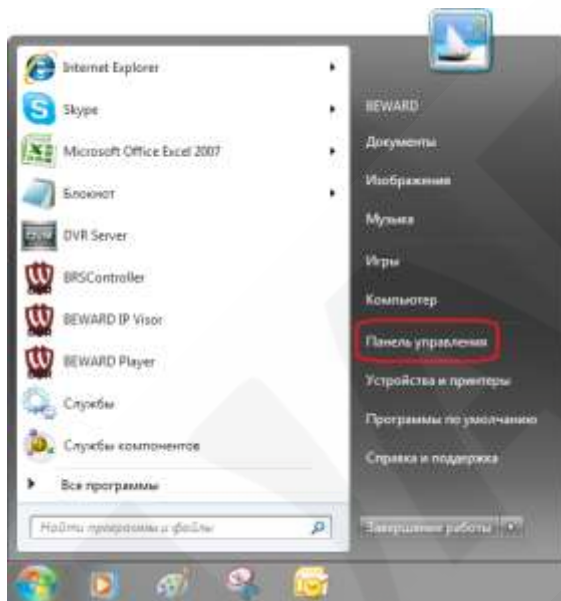 Internet Explorer
Skype
Microsoft Office Excel 2007
Блокнот
DVR Server
BRSController
BEWARD IP Visor
BEWARD Player
Службы
Службы компонентов
Все программы
Найти программы и файлы
BEWARD
Документы
Изображения
Музыка
Игры
Компьютер
Панель управления
Устройства и принтеры
Программы по умолчанию
Справка и поддержка
Завершение работы